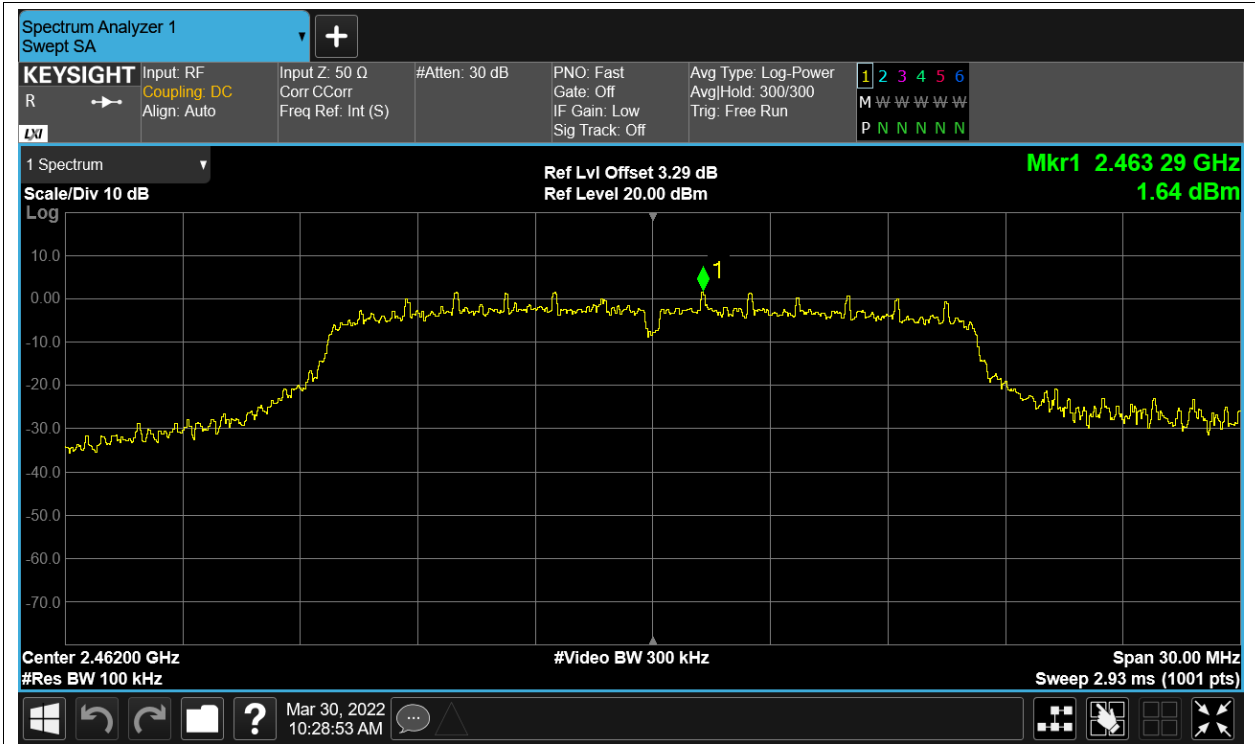 Spectrum Analyzer 1
Swept SA
KEYSIGHT
R
LXI
Input: RF
Coupling: DC
Align: Auto
Input Z: 50 Ω
Corr CCorr
Freq Ref: Int (S)
#Atten: 30 dB
PNO: Fast
Gate: Off
IF Gain: Low
Sig Track: Off
Avg Type: Log-Power
Avg|Hold: 300/300
Trig: Free Run
1 2 3 4 5 6
M W W W W W
P N N N N N
1 Spectrum
Scale/Div 10 dB
Log
Ref Lvl Offset 3.29 dB
Ref Level 20.00 dBm
Mkr1 2.463 29 GHz
1.64 dBm
1
10.0
0.00
-10.0
-20.0
-30.0
-40.0
-50.0
-60.0
-70.0
Center 2.46200 GHz
#Res BW 100 kHz
#Video BW 300 kHz
Span 30.00 MHz
Sweep 2.93 ms (1001 pts)
?
Mar 30, 2022
10:28:53 AM